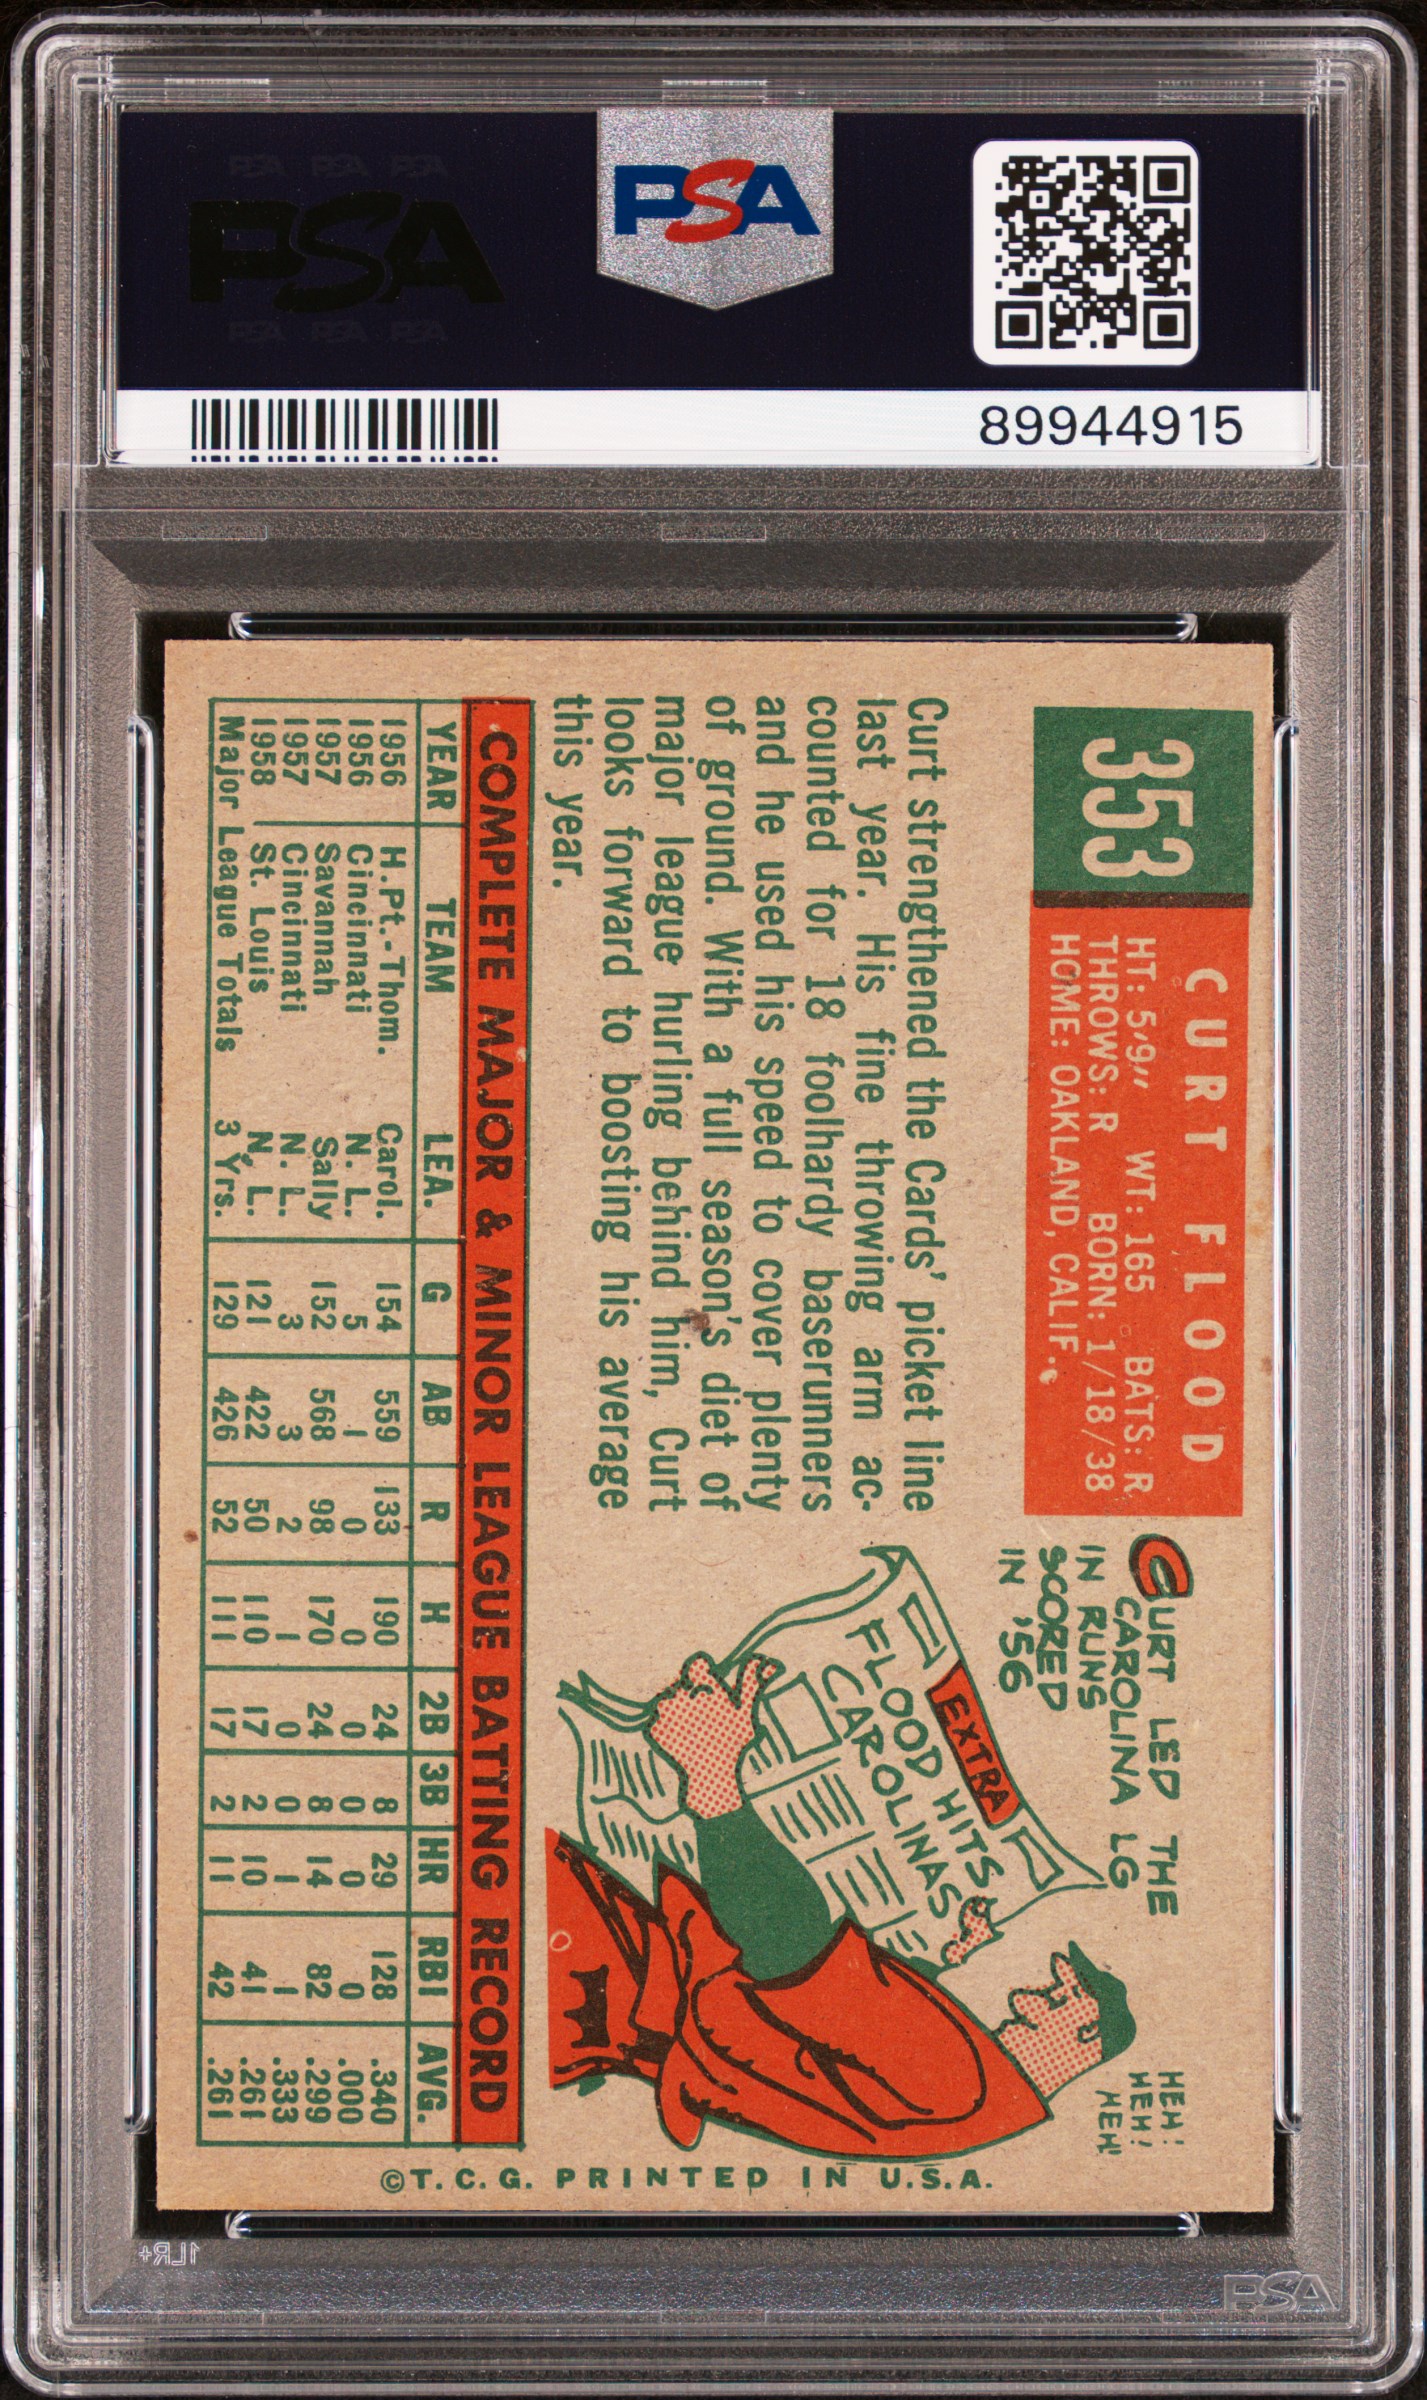 PSA PSA PSA
PSA
PSA PSA PSA
PSA
89944915
353
CURT FLOOD
HT: 5'9" WT: 165 BATS: R
THROWS: R BORN: 1/18/38
HOME: OAKLAND, CALIF.
Curt strengthened the Cards' picket line
last year. His fine throwing arm ac-
counted for 18 foolhardy baserunners
and he used his speed to cover plenty
of ground. With a full season's diet of
major league hurling behind him, Curt
looks forward to boosting his average
this year.
CURT LED THE
CAROLINA LG
IN RUNS
SCORED
IN '56
HEH!
HEH!
HEH!
EXTRA
FLOOD HITS
CAROLINAS
COMPLETE MAJOR & MINOR LEAGUE BATTING RECORD
YEAR TEAM LEA. G AB R H 2B 3B HR RBI AVG.
1956 H.Pt.-Thom. Carol. 154 559 133 190 24 8 29 128 .340
1956 Cincinnati N. L. 5 1 0 0 0 0 0 0 .000
1957 Savannah Sally 152 568 98 170 24 8 14 82 .299
1957 Cincinnati N. L. 3 3 2 1 0 0 1 1 .333
1958 St. Louis N. L. 121 422 50 110 17 2 10 41 .261
Major League Totals 3 Yrs. 129 426 52 111 17 2 11 42 .261
©T.C.G. PRINTED IN U.S.A.
1LR+
PSA